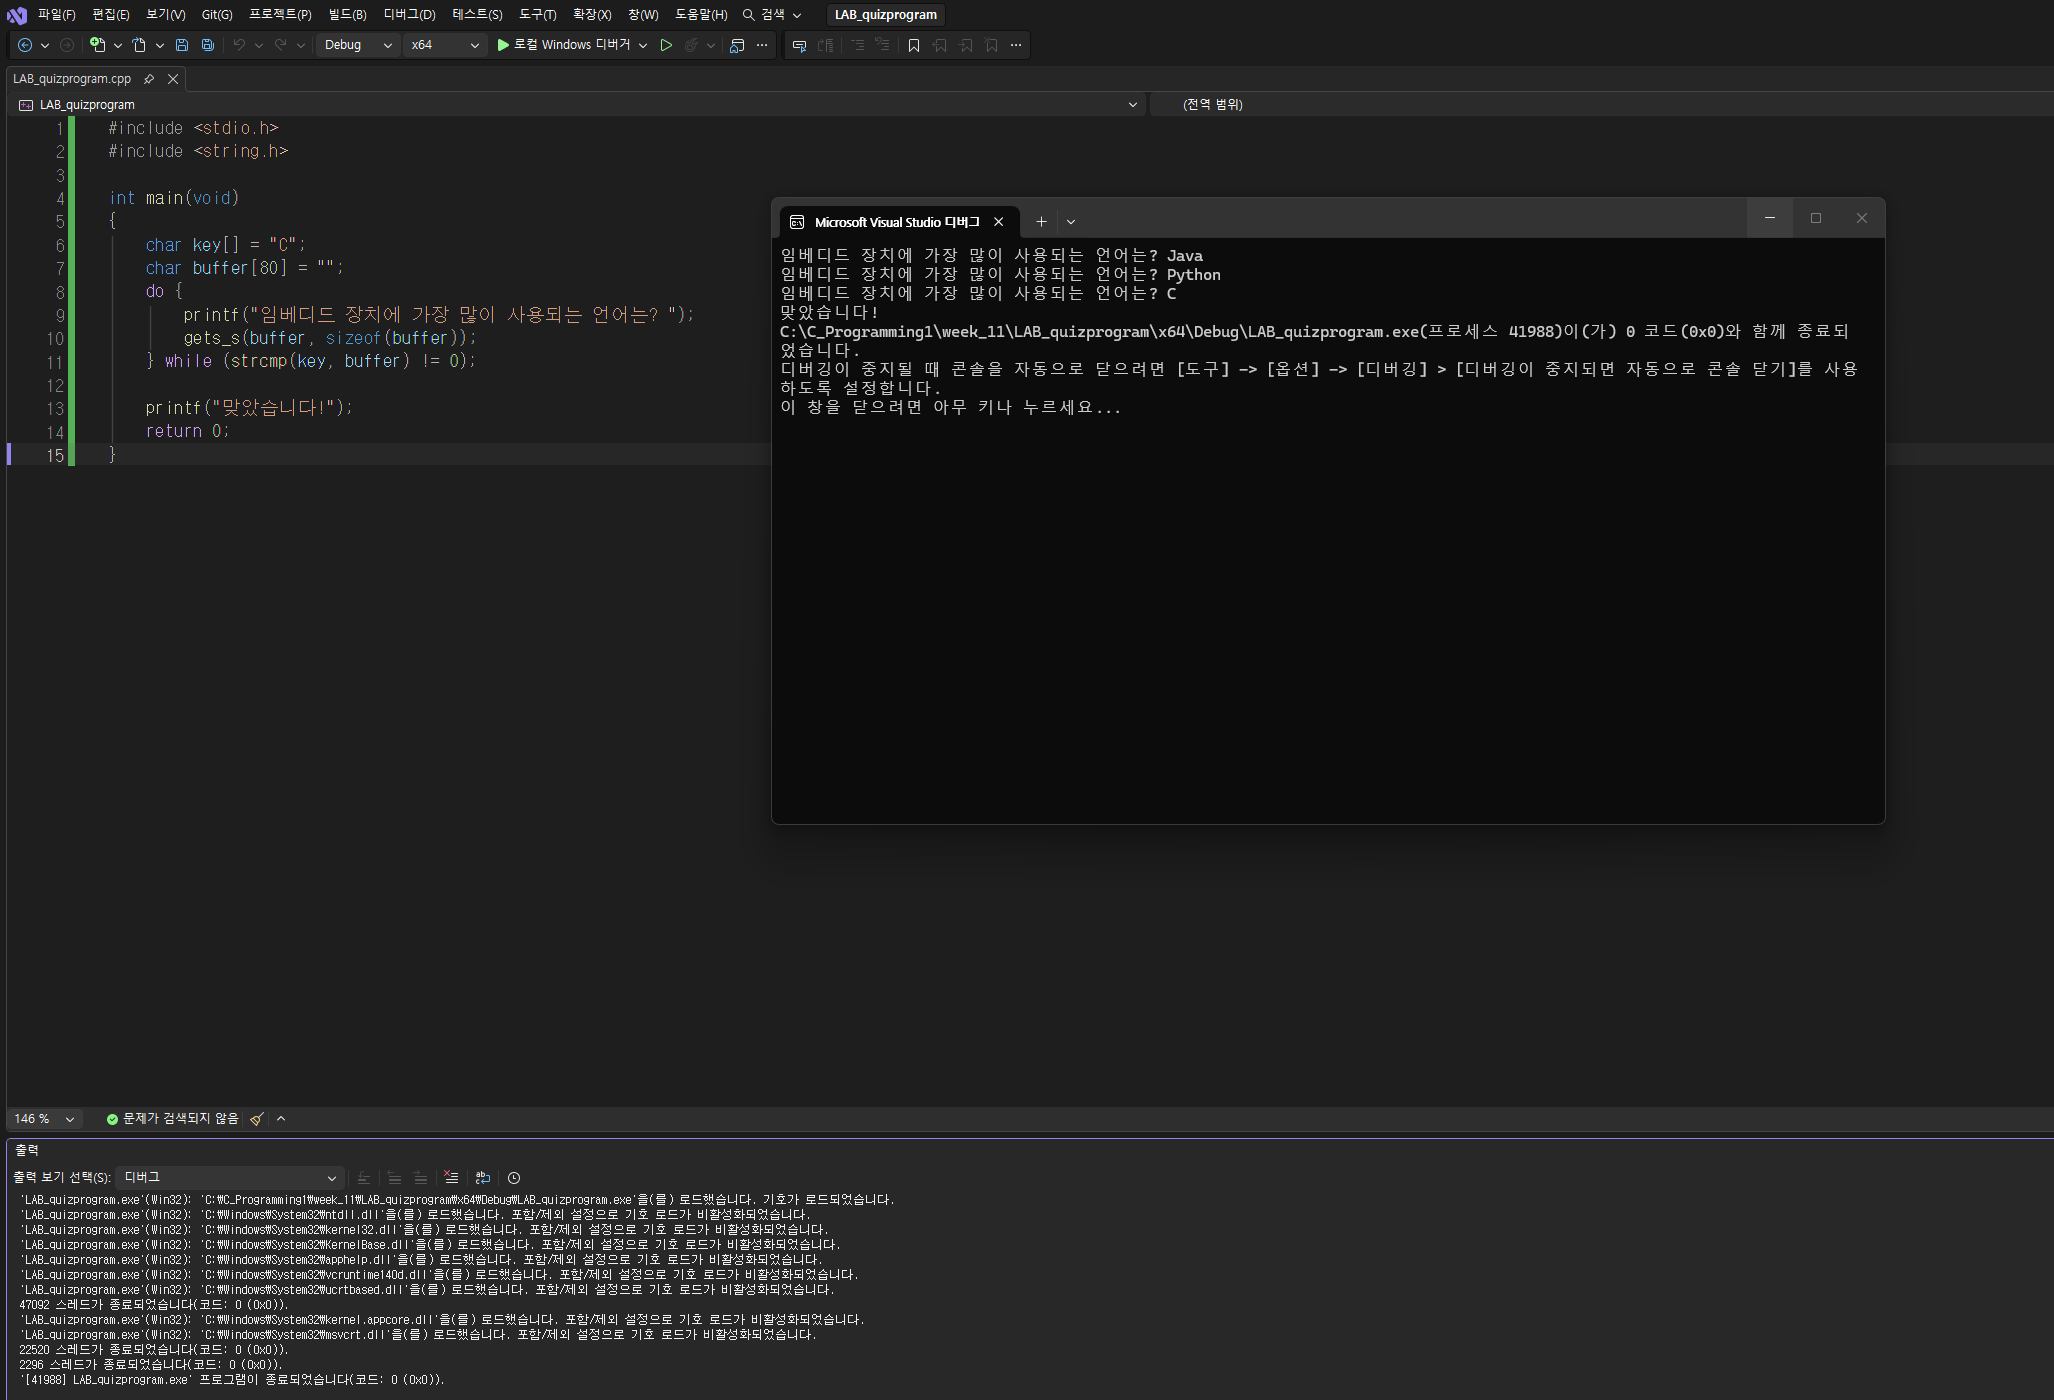 파일(F) 편집(E) 보기(V) Git(G) 프로젝트(P) 빌드(B) 디버그(D) 테스트(S) 도구(T) 확장(X) 창(W) 도움말(H) 검색 LAB_quizprogram
Debug x64 로컬 Windows 디버거
LAB_quizprogram.cpp
LAB_quizprogram (전역 범위)
1 #include <stdio.h>
2 #include <string.h>
3
4 int main(void)
5 {
6 char key[] = "C";
7 char buffer[80] = "";
8 do {
9 printf("임베디드 장치에 가장 많이 사용되는 언어는? ");
10 gets_s(buffer, sizeof(buffer));
11 } while (strcmp(key, buffer) != 0);
12
13 printf("맞았습니다!");
14 return 0;
15 }
Microsoft Visual Studio 디버그
임베디드 장치에 가장 많이 사용되는 언어는? Java
임베디드 장치에 가장 많이 사용되는 언어는? Python
임베디드 장치에 가장 많이 사용되는 언어는? C
맞았습니다!
C:\C_Programming1\week_11\LAB_quizprogram\x64\Debug\LAB_quizprogram.exe(프로세스 41988)이(가) 0 코드(0x0)와 함께 종료되
었습니다.
디버깅이 중지될 때 콘솔을 자동으로 닫으려면 [도구] -> [옵션] -> [디버깅] > [디버깅이 중지되면 자동으로 콘솔 닫기]를 사용
하도록 설정합니다.
이 창을 닫으려면 아무 키나 누르세요...
146 % 문제가 검색되지 않음
출력
출력 보기 선택(S): 디버그
'LAB_quizprogram.exe'(Win32): 'C:₩C_Programming1₩week_11₩LAB_quizprogram₩x64₩Debug₩LAB_quizprogram.exe'을(를) 로드했습니다. 기호가 로드되었습니다.
'LAB_quizprogram.exe'(Win32): 'C:₩Windows₩System32₩ntdll.dll'을(를) 로드했습니다. 포함/제외 설정으로 기호 로드가 비활성화되었습니다.
'LAB_quizprogram.exe'(Win32): 'C:₩Windows₩System32₩kernel32.dll'을(를) 로드했습니다. 포함/제외 설정으로 기호 로드가 비활성화되었습니다.
'LAB_quizprogram.exe'(Win32): 'C:₩Windows₩System32₩KernelBase.dll'을(를) 로드했습니다. 포함/제외 설정으로 기호 로드가 비활성화되었습니다.
'LAB_quizprogram.exe'(Win32): 'C:₩Windows₩System32₩apphelp.dll'을(를) 로드했습니다. 포함/제외 설정으로 기호 로드가 비활성화되었습니다.
'LAB_quizprogram.exe'(Win32): 'C:₩Windows₩System32₩vcruntime140d.dll'을(를) 로드했습니다. 포함/제외 설정으로 기호 로드가 비활성화되었습니다.
'LAB_quizprogram.exe'(Win32): 'C:₩Windows₩System32₩ucrtbased.dll'을(를) 로드했습니다. 포함/제외 설정으로 기호 로드가 비활성화되었습니다.
47092 스레드가 종료되었습니다(코드: 0 (0x0)).
'LAB_quizprogram.exe'(Win32): 'C:₩Windows₩System32₩kernel.appcore.dll'을(를) 로드했습니다. 포함/제외 설정으로 기호 로드가 비활성화되었습니다.
'LAB_quizprogram.exe'(Win32): 'C:₩Windows₩System32₩msvcrt.dll'을(를) 로드했습니다. 포함/제외 설정으로 기호 로드가 비활성화되었습니다.
22520 스레드가 종료되었습니다(코드: 0 (0x0)).
2296 스레드가 종료되었습니다(코드: 0 (0x0)).
'[41988] LAB_quizprogram.exe' 프로그램이 종료되었습니다(코드: 0 (0x0)).